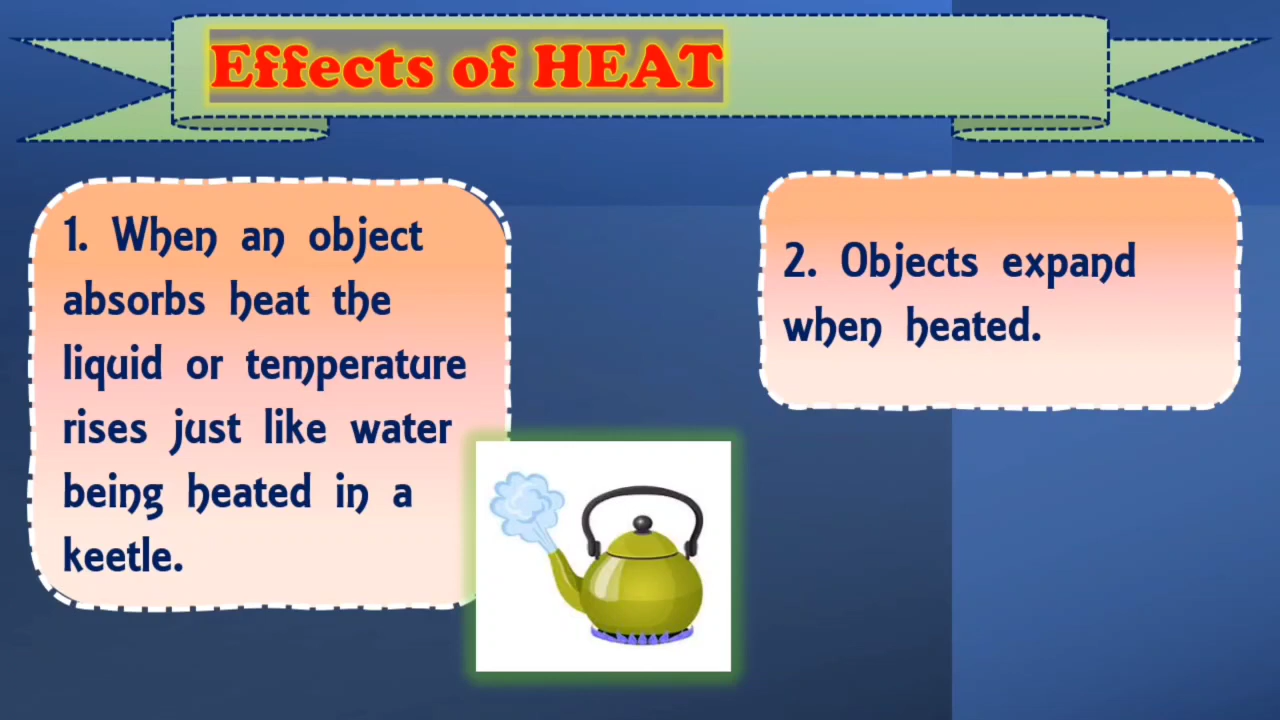 Effects of HEAT
1. When an object
absorbs heat the
liquid or temperature
rises just like water
being heated in a
keetle.
2. Objects expand
when heated.